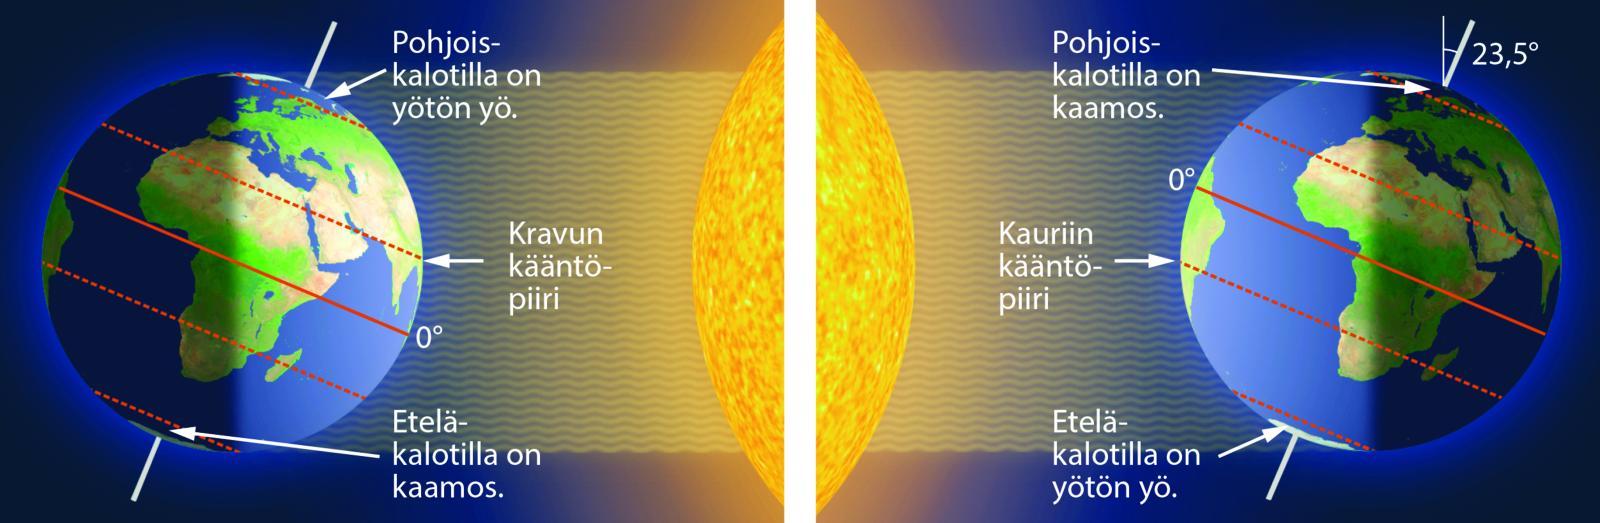 Pohjois-
kalotilla on
yötön yö.
Kravun
kääntö-
piiri
0°
Etelä-
kalotilla on
kaamos.
Pohjois-
kalotilla on
kaamos.
23,5°
0°
Kauriin
kääntö-
piiri
Etelä-
kalotilla on
yötön yö.